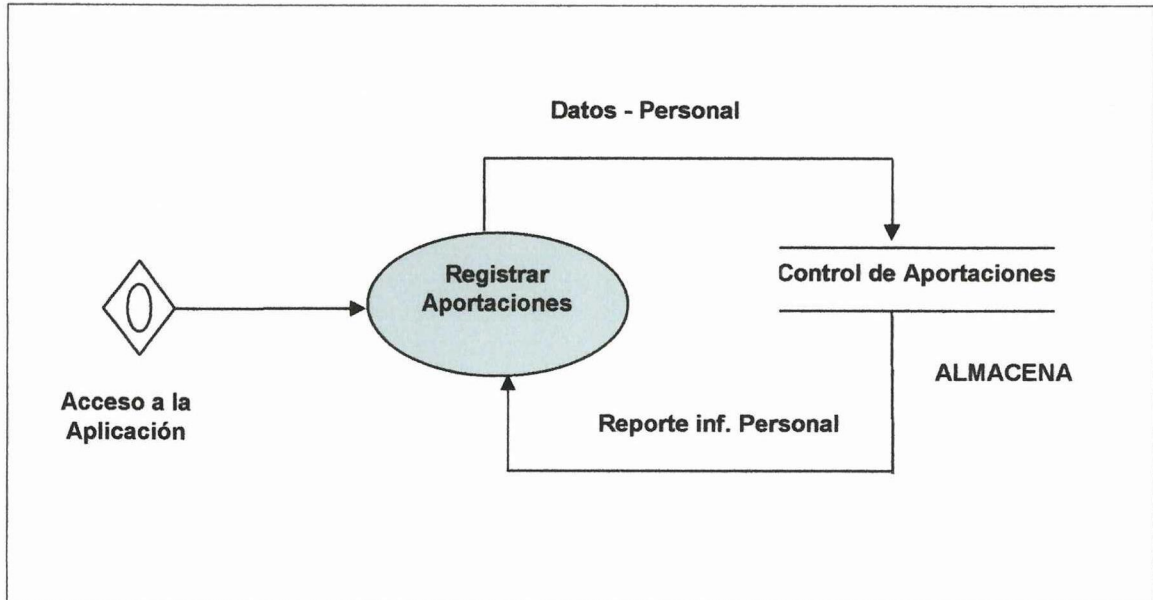 Datos - Personal
Registrar
Aportaciones
Control de Aportaciones
ALMACENA
Acceso a la
Aplicación
Reporte inf. Personal